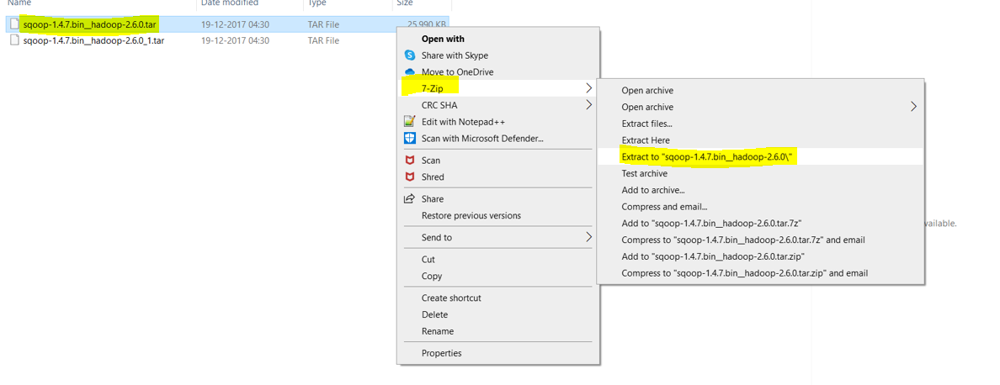 Name Date modified Type Size
sqoop-1.4.7.bin__hadoop-2.6.0.tar 19-12-2017 04:30 TAR File 25,990 KB
sqoop-1.4.7.bin__hadoop-2.6.0_1.tar 19-12-2017 04:30 TAR File
Open with
Share with Skype
Move to OneDrive
7-Zip
CRC SHA
Edit with Notepad++
Scan with Microsoft Defender...
Scan
Shred
Share
Restore previous versions
Send to
Cut
Copy
Create shortcut
Delete
Rename
Properties
Open archive
Open archive
Extract files...
Extract Here
Extract to "sqoop-1.4.7.bin__hadoop-2.6.0\"
Test archive
Add to archive...
Compress and email...
Add to "sqoop-1.4.7.bin__hadoop-2.6.0.tar.7z"
Compress to "sqoop-1.4.7.bin__hadoop-2.6.0.tar.7z" and email
Add to "sqoop-1.4.7.bin__hadoop-2.6.0.tar.zip"
Compress to "sqoop-1.4.7.bin__hadoop-2.6.0.tar.zip" and email
vailable.